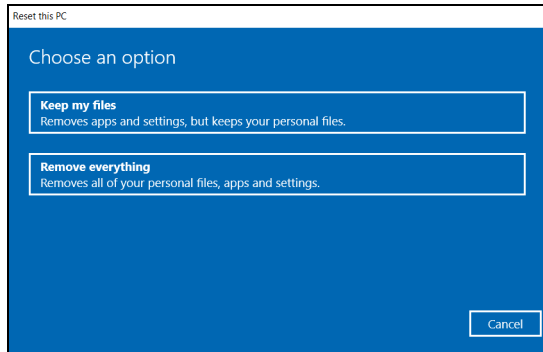 Reset this PC
Choose an option
Keep my files
Removes apps and settings, but keeps your personal files.
Remove everything
Removes all of your personal files, apps and settings.
Cancel